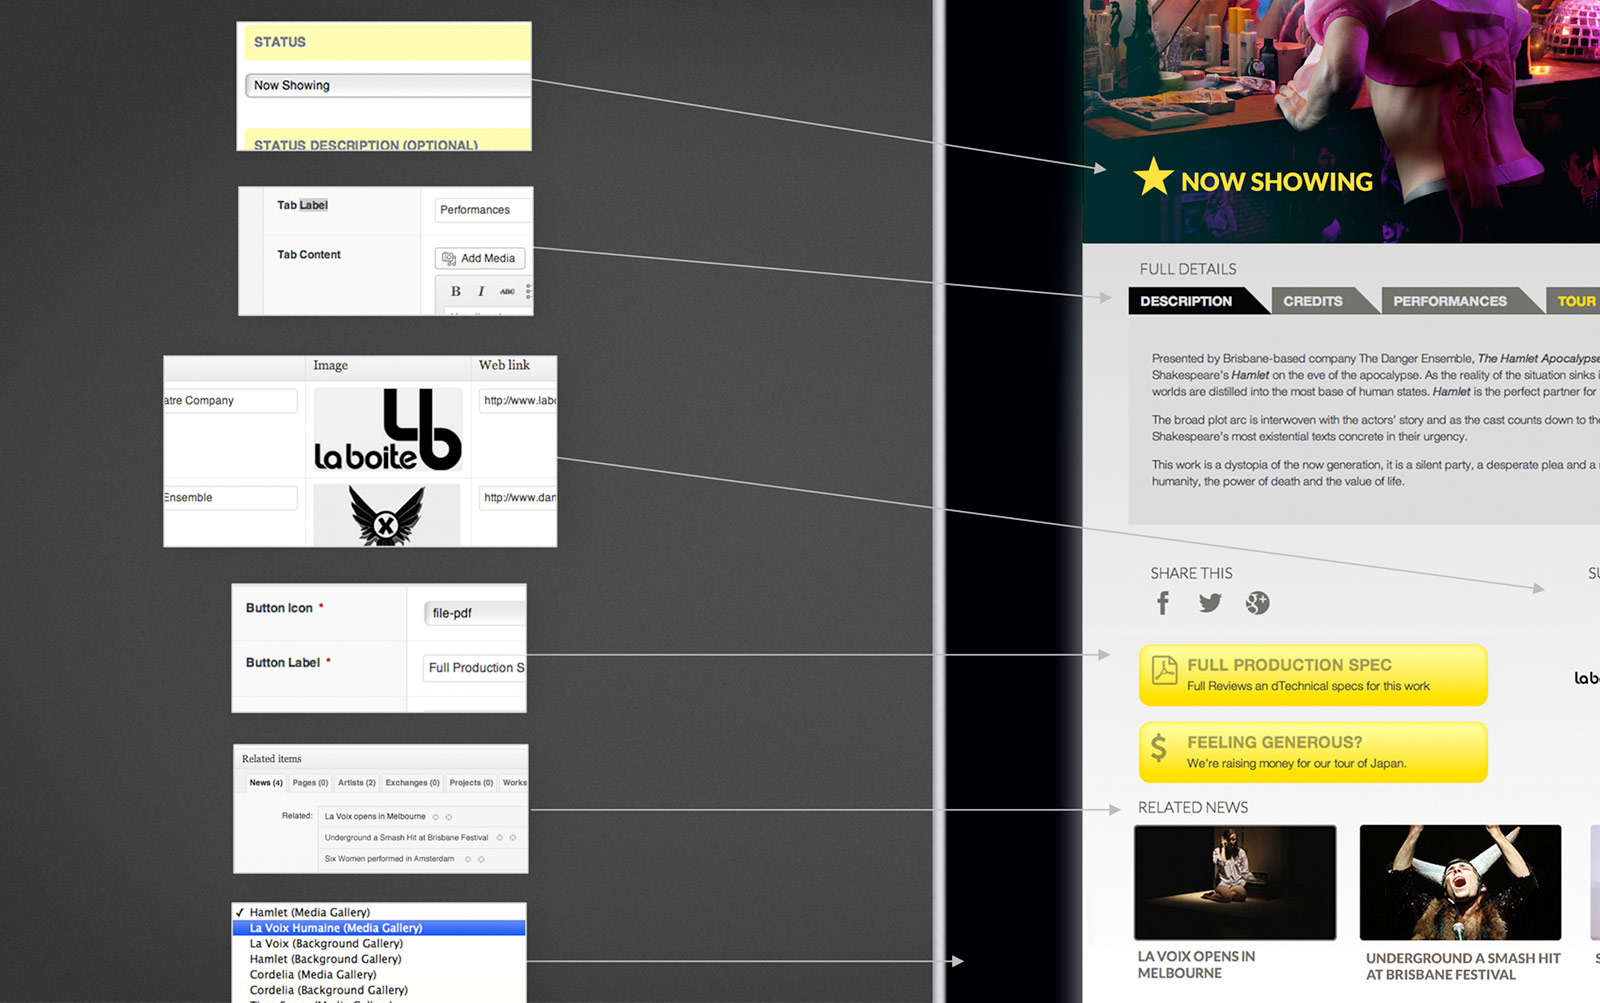 STATUS
Now Showing
STATUS DESCRIPTION (OPTIONAL)
Tab Label
Performances
Tab Content
Add Media
B I ABC
Image
Web link
atre Company
la boite
http://www.labo
Ensemble
X
http://www.dan
Button Icon *
file-pdf
Button Label *
Full Production S
Related items
News (4) Pages (0) Artists (2) Exchanges (0) Projects (0) Works
Related:
La Voix opens in Melbourne
Underground a Smash Hit at Brisbane Festival
Six Women performed in Amsterdam
✓ Hamlet (Media Gallery)
La Voix Humaine (Media Gallery)
La Voix (Background Gallery)
Hamlet (Background Gallery)
Cordelia (Media Gallery)
Cordelia (Background Gallery)
NOW SHOWING
FULL DETAILS
DESCRIPTION CREDITS PERFORMANCES TOUR
Presented by Brisbane-based company The Danger Ensemble, The Hamlet Apocalypse
Shakespeare's Hamlet on the eve of the apocalypse. As the reality of the situation sinks i
worlds are distilled into the most base of human states. Hamlet is the perfect partner for
The broad plot arc is interwoven with the actors' story and as the cast counts down to the
Shakespeare's most existential texts concrete in their urgency.
This work is a dystopia of the now generation, it is a silent party, a desperate plea and a
humanity, the power of death and the value of life.
SHARE THIS
SU
FULL PRODUCTION SPEC
Full Reviews an dTechnical specs for this work
labo
$ FEELING GENEROUS?
We're raising money for our tour of Japan.
RELATED NEWS
LA VOIX OPENS IN
MELBOURNE
UNDERGROUND A SMASH HIT
AT BRISBANE FESTIVAL
S